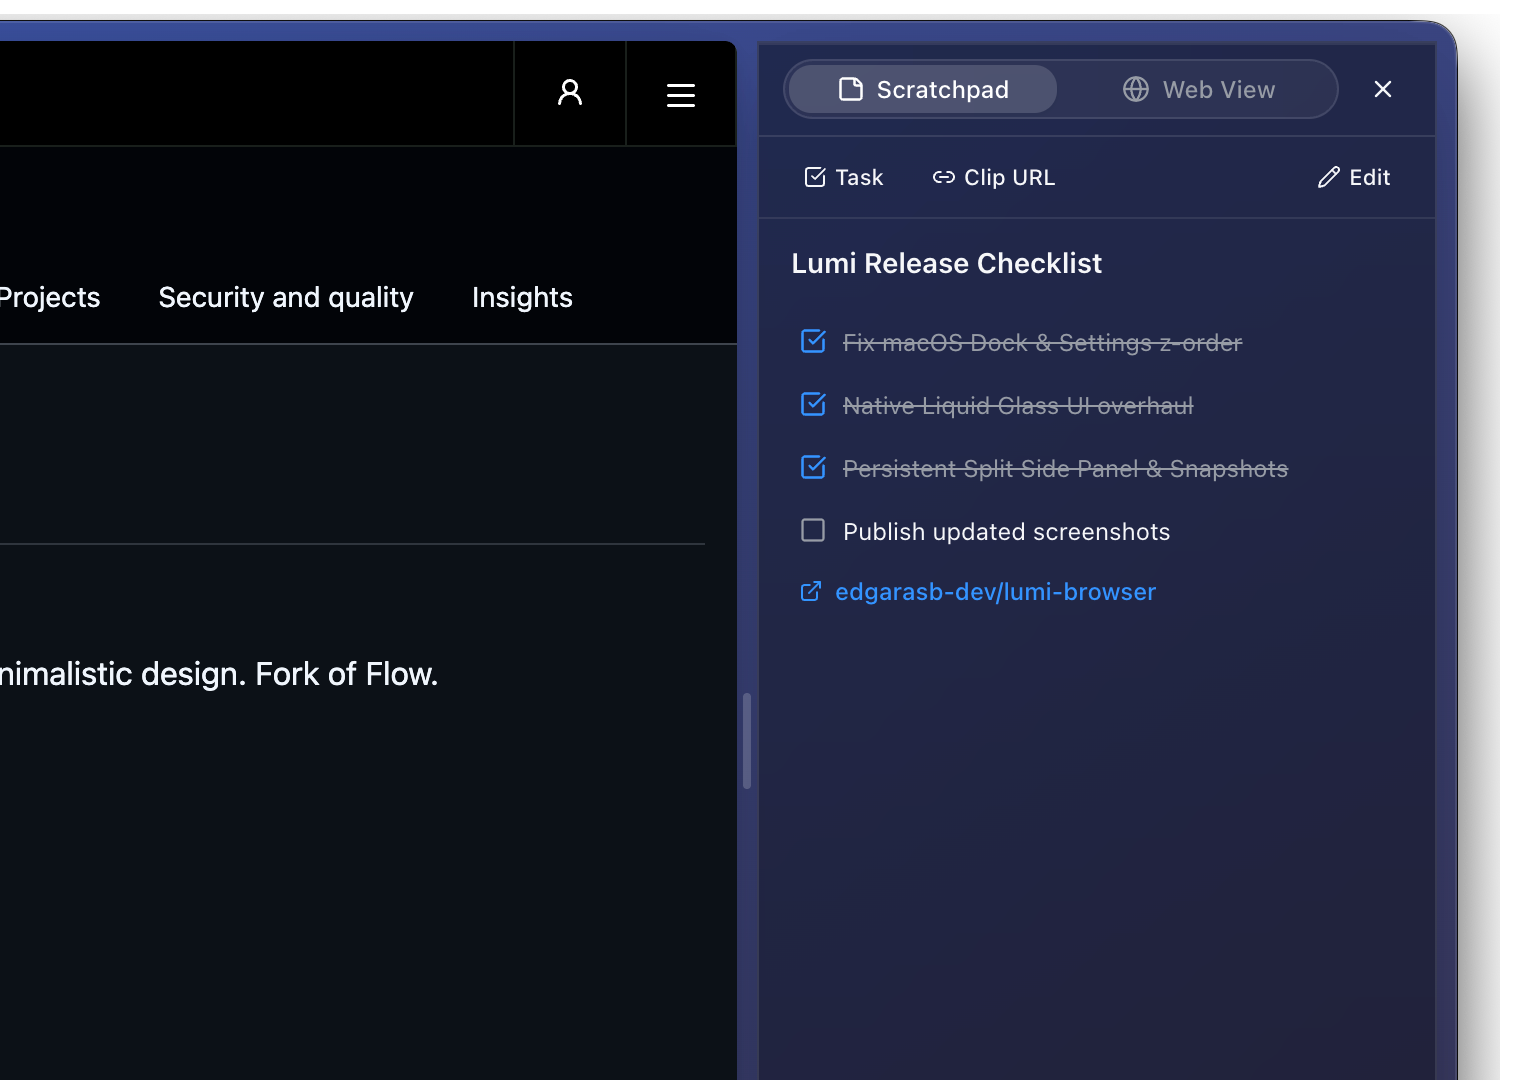 Projects Security and quality Insights
nimalistic design. Fork of Flow.
Scratchpad Web View
Task Clip URL Edit
Lumi Release Checklist
Fix macOS Dock & Settings z-order
Native Liquid Glass UI overhaul
Persistent Split Side Panel & Snapshots
Publish updated screenshots
edgarasb-dev/lumi-browser